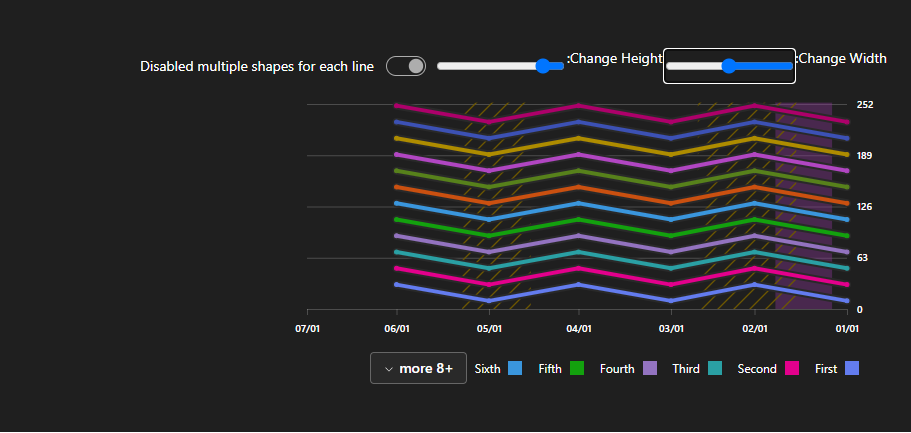 Disabled multiple shapes for each line :Change Height :Change Width
252
189
126
63
0
07/01 06/01 05/01 04/01 03/01 02/01 01/01
more 8+ Sixth Fifth Fourth Third Second First